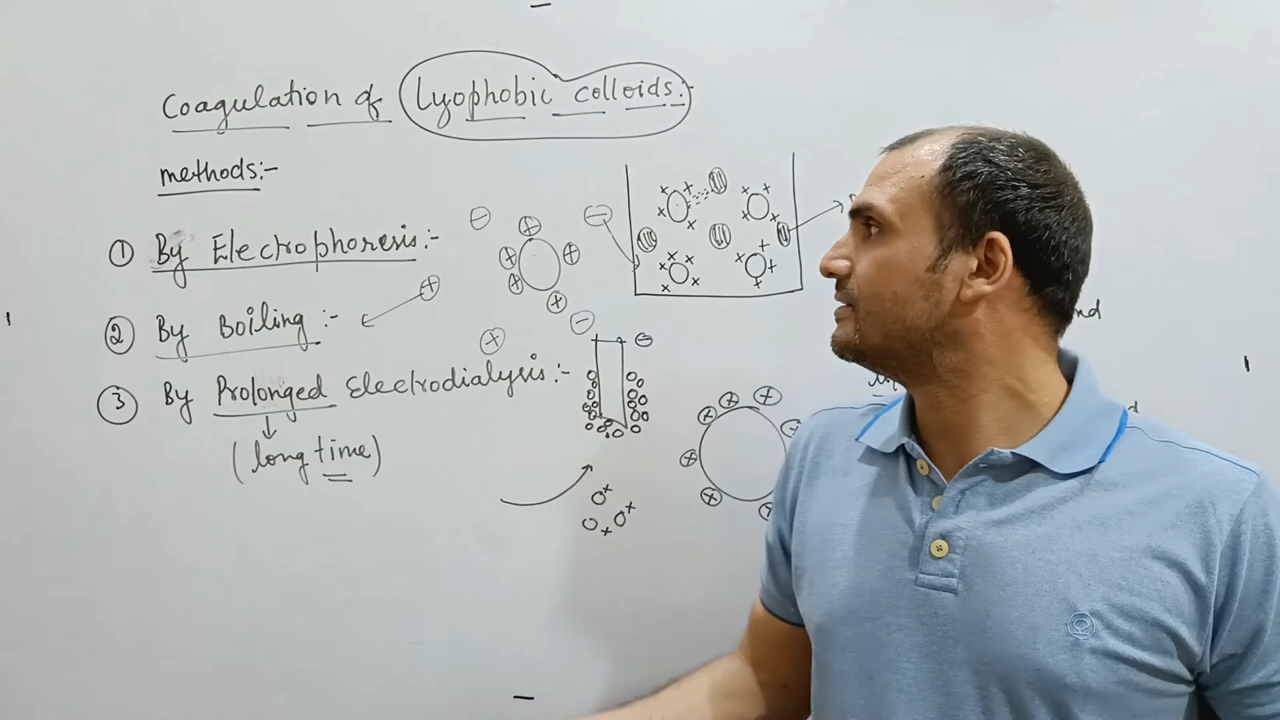 Coagulation of Lyophobic colloids:-
methods:-
① By Electrophoresis:-
② By Boiling:-
③ By Prolonged Electrodialysis:-
(long time)